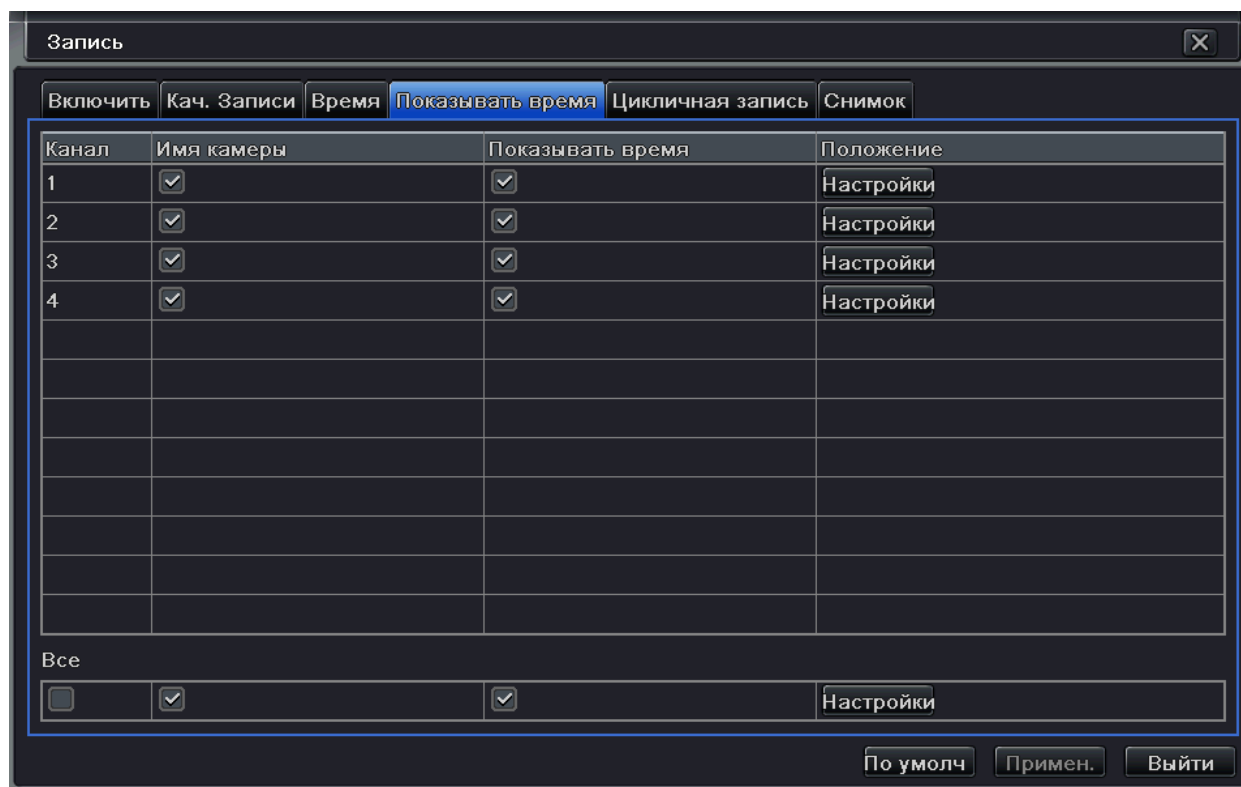 Запись
Включить Кач. Записи Время Показывать время Цикличная запись Снимок
Канал Имя камеры Показывать время Положение
1 Настройки
2 Настройки
3 Настройки
4 Настройки
Все
Настройки
По умолч Примен. Выйти